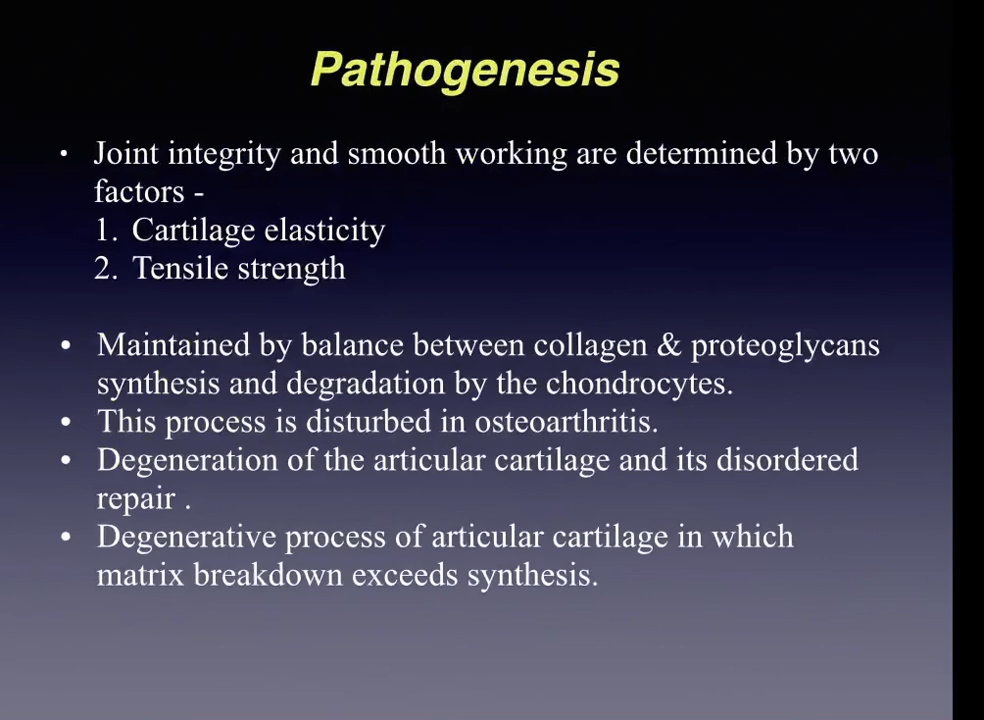 Pathogenesis
• Joint integrity and smooth working are determined by two
factors -
1. Cartilage elasticity
2. Tensile strength
• Maintained by balance between collagen & proteoglycans
synthesis and degradation by the chondrocytes.
• This process is disturbed in osteoarthritis.
• Degeneration of the articular cartilage and its disordered
repair .
• Degenerative process of articular cartilage in which
matrix breakdown exceeds synthesis.